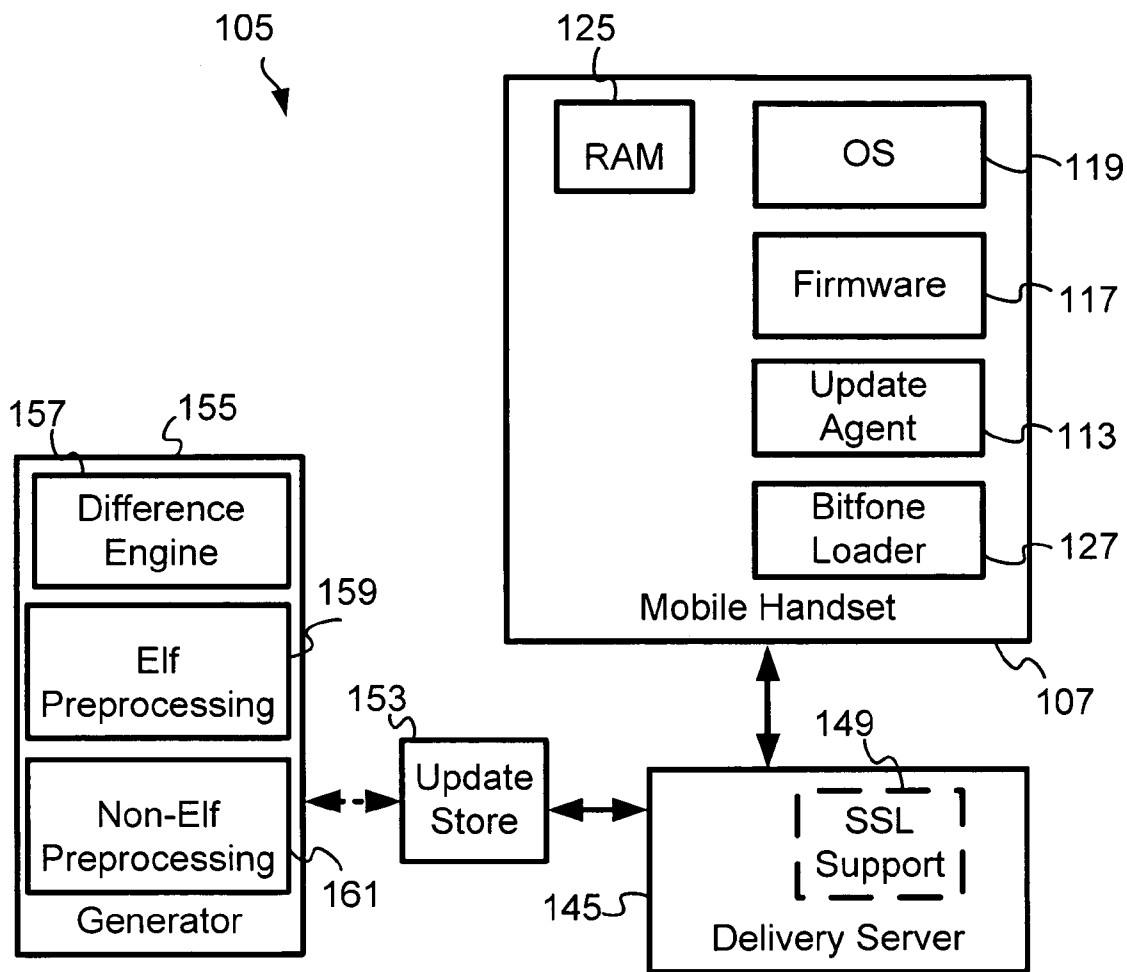 105
125
RAM
OS
119
Firmware
117
Update
Agent
113
Bitfone
Loader
127
Mobile Handset
107
157
155
Difference
Engine
159
Elf
Preprocessing
Non-Elf
Preprocessing
161
Generator
153
Update
Store
149
SSL
Support
145
Delivery Server